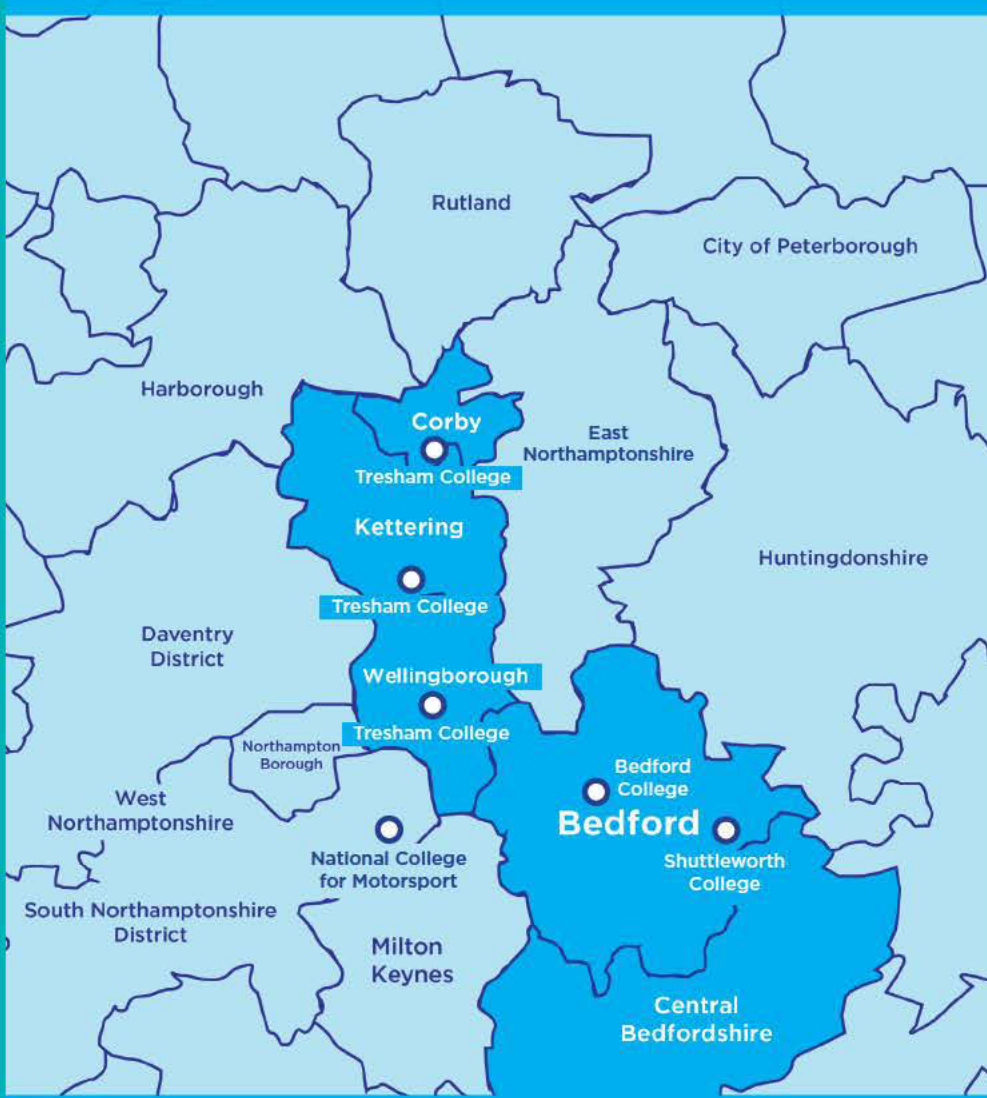 Rutland
City of Peterborough
Harborough
Corby
East
Northamptonshire
Tresham College
Kettering
Huntingdonshire
Tresham College
Daventry
District
Wellingborough
Tresham College
Northampton
Borough
Bedford
College
West
Northamptonshire
Bedford
National College
for Motorsport
Shuttleworth
College
South Northamptonshire
District
Milton
Keynes
Central
Bedfordshire